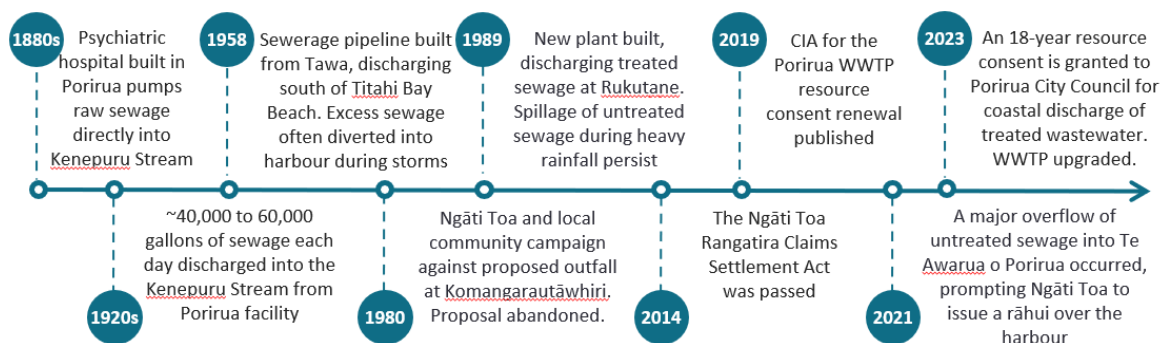 1880s
Psychiatric
hospital built in
Porirua pumps
raw sewage
directly into
Kenepuru Stream
1958
Sewerage pipeline built
from Tawa, discharging
south of Titahi Bay
Beach. Excess sewage
often diverted into
harbour during storms
1989
New plant built,
discharging treated
sewage at Rukutane.
Spillage of untreated
sewage during heavy
rainfall persist
2019
CIA for the
Porirua WWTP
resource
consent renewal
published
2023
An 18-year resource
consent is granted to
Porirua City Council for
coastal discharge of
treated wastewater.
WWTP upgraded.
1920s
~40,000 to 60,000
gallons of sewage each
day discharged into the
Kenepuru Stream from
Porirua facility
1980
Ngāti Toa and local
community campaign
against proposed outfall
at Komangarautāwhiri.
Proposal abandoned.
2014
The Ngāti Toa
Rangatira Claims
Settlement Act
was passed
2021
A major overflow of
untreated sewage into Te
Awarua o Porirua occurred,
prompting Ngāti Toa to
issue a rāhui over the
harbour